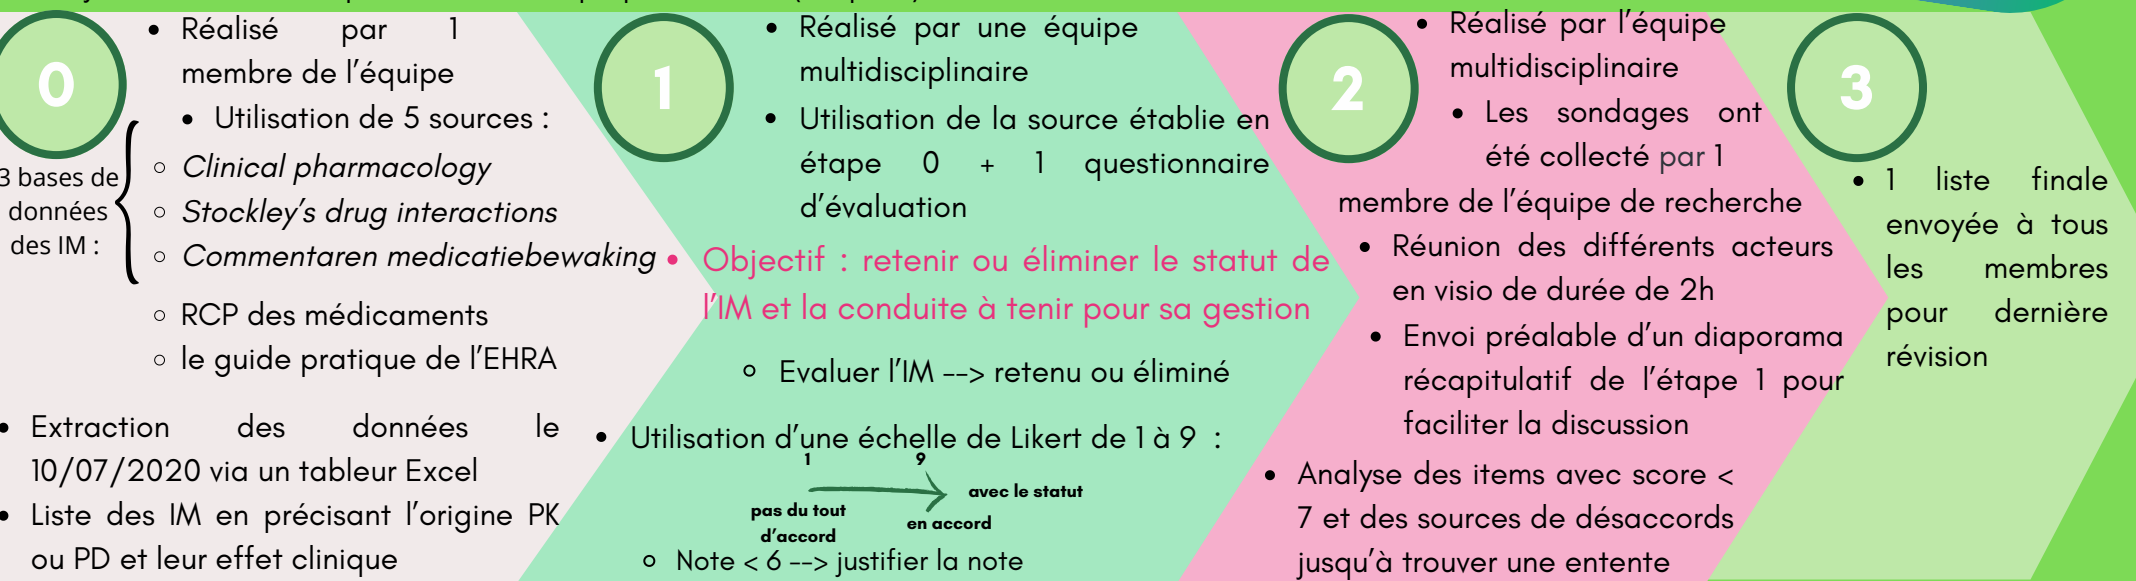 0
• Réalisé par 1
membre de l'équipe
• Utilisation de 5 sources :
3 bases de
données
des IM :
◦ Clinical pharmacology
◦ Stockley's drug interactions
◦ Commentaren medicatiebewaking
◦ RCP des médicaments
◦ le guide pratique de l'EHRA
• Extraction des données le
10/07/2020 via un tableur Excel
• Liste des IM en précisant l'origine PK
ou PD et leur effet clinique
1
• Réalisé par une équipe
multidisciplinaire
• Utilisation de la source établie en
étape 0 + 1 questionnaire
d'évaluation
• Objectif : retenir ou éliminer le statut de
l'IM et la conduite à tenir pour sa gestion
◦ Evaluer l'IM --> retenu ou éliminé
• Utilisation d'une échelle de Likert de 1 à 9 :
1 9
pas du tout
d'accord
en accord
avec le statut
◦ Note < 6 --> justifier la note
2
• Réalisé par l'équipe
multidisciplinaire
• Les sondages ont
été collecté par 1
membre de l'équipe de recherche
• Réunion des différents acteurs
en visio de durée de 2h
• Envoi préalable d'un diaporama
récapitulatif de l'étape 1 pour
faciliter la discussion
• Analyse des items avec score <
7 et des sources de désaccords
jusqu'à trouver une entente
3
• 1 liste finale
envoyée à tous
les membres
pour dernière
révision